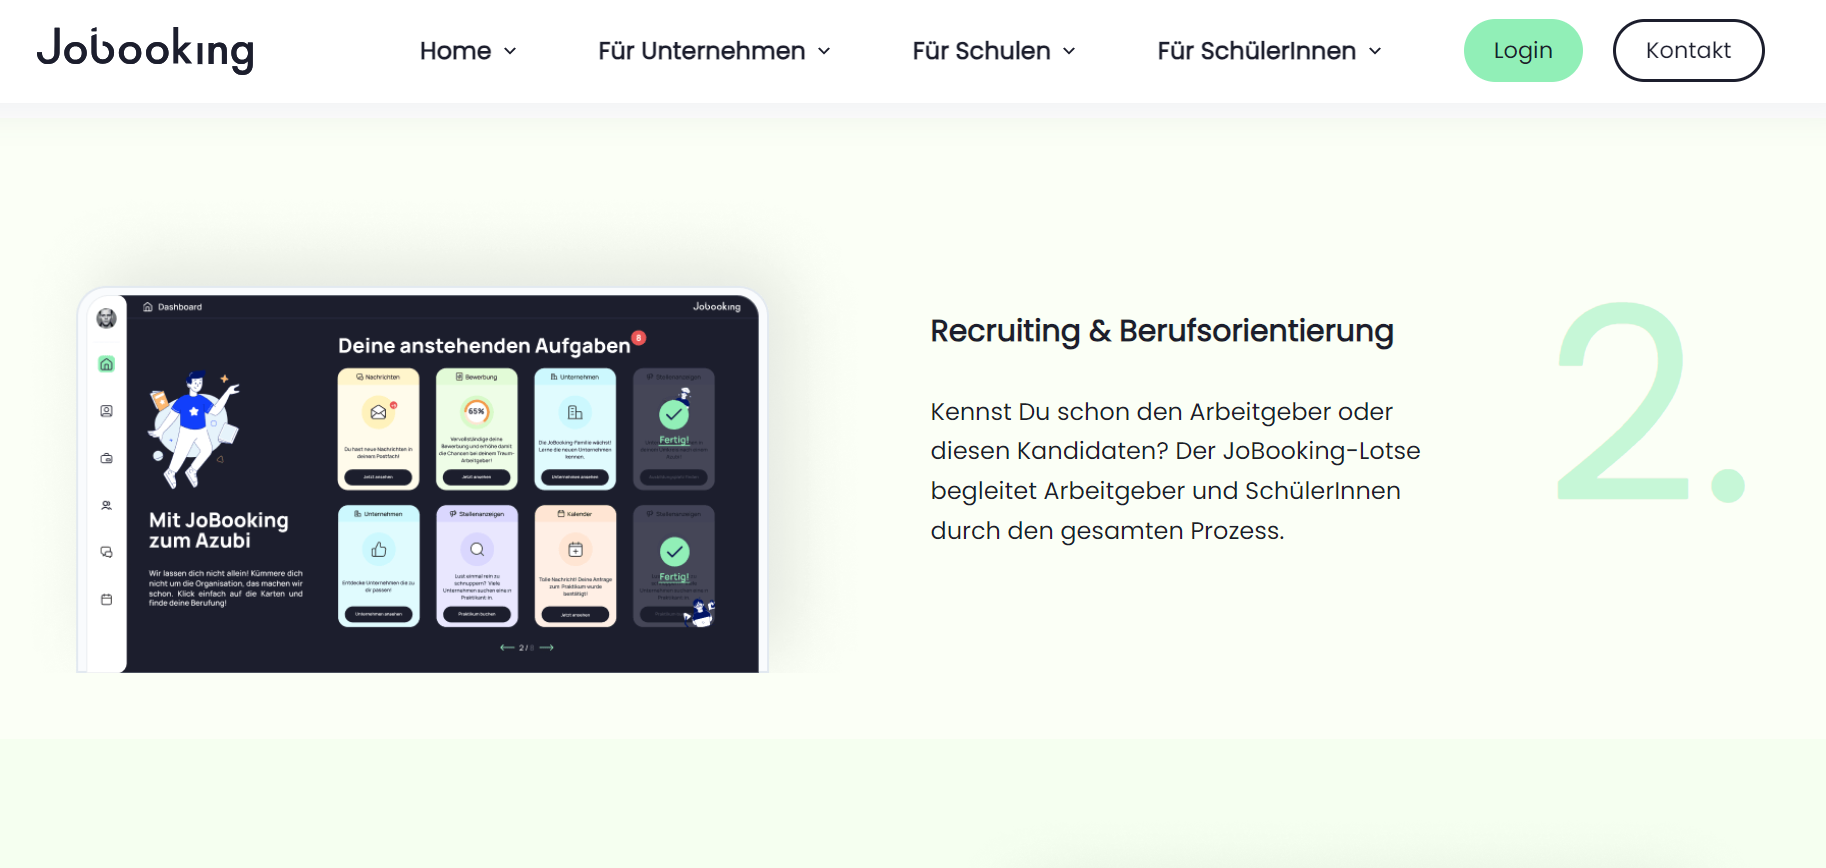 Jobooking
Home
Für Unternehmen
Für Schulen
Für SchülerInnen
Login
Kontakt
Dashboard
Jobooking
Deine anstehenden Aufgaben
8
Nachrichten
Du hast neue Nachrichten in
deinem Postfach!
Jetzt ansehen
Bewerbung
65%
Vervollständige deine
Bewerbung und erhöhe damit
die Chancen bei deinem Traum-
Arbeitgeber!
Jetzt ansehen
Unternehmen
Die JoBooking Familie wächst!
Lerne die neuen Unternehmen
kennen.
Unternehmen ansehen
Stellenanzeigen
Fertig!
Mit JoBooking
zum Azubi
Wir lassen dich nicht allein! Kümmere dich
nicht um die Organisation, das machen wir
schon. Klick einfach auf die Karten und
finde deine Berufung!
Unternehmen
Entdecke Unternehmen die zu
dir passen!
Unternehmen ansehen
Stellenanzeigen
Lust einmal rein zu
schnuppern? Viele
Unternehmen suchen eine:n
Praktikant:in.
Praktikum buchen
Kalender
Tolle Nachricht! Deine Anfrage
zum Praktikum wurde
bestätigt!
Jetzt ansehen
Stellenanzeigen
Fertig!
2 / 8
Recruiting & Berufsorientierung
Kennst Du schon den Arbeitgeber oder
diesen Kandidaten? Der JoBooking-Lotse
begleitet Arbeitgeber und SchülerInnen
durch den gesamten Prozess.
2.